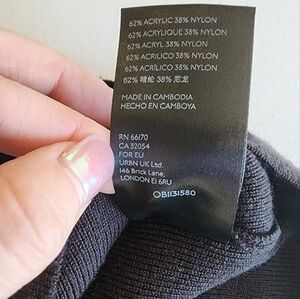 62% ACRYLIC 38% NYLON
62% ACRYLIQUE 38% NYLON
62% ACRYL 38% NYLON
62% ACRILICO 38% NYLON
62% ACRÍLICO 38% NYLON
62% 腈纶 38% 尼龙
MADE IN CAMBODIA
HECHO EN CAMBOYA
RN 66170
CA 32054
FOR EU
URBN UK Ltd.
146 Brick Lane,
LONDON E1 6RU
OB1131580